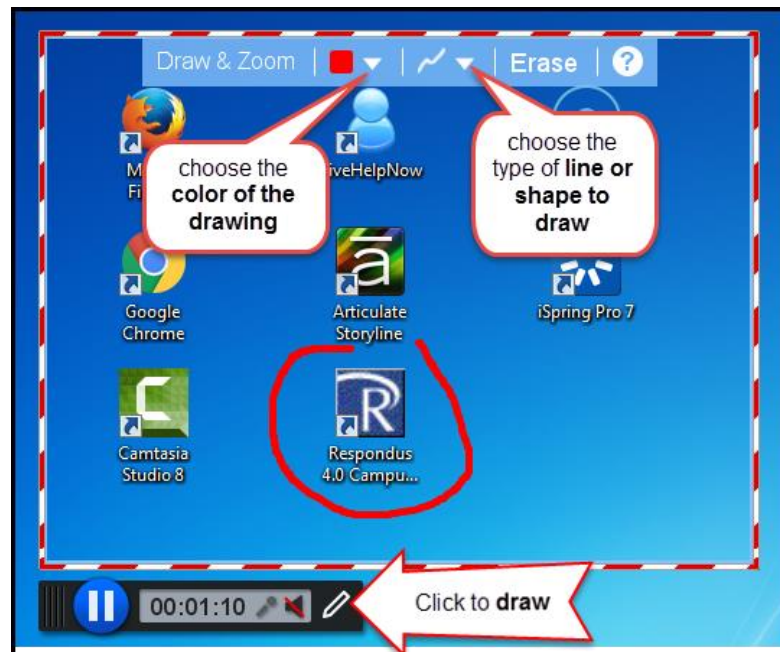 Draw & Zoom Erase ?
choose the
color of the
drawing
choose the
type of line or
shape to
draw
iveHelpNow
Google
Chrome
Articulate
Storyline
iSpring Pro 7
Camtasia
Studio 8
Respondus
4.0 Campu...
00:01:10
Click to draw